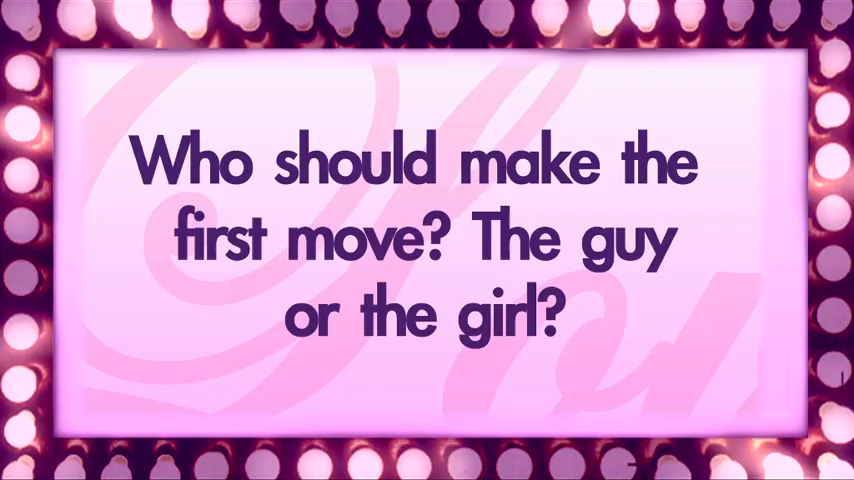 Who should make the
first move? The guy
or the girl?